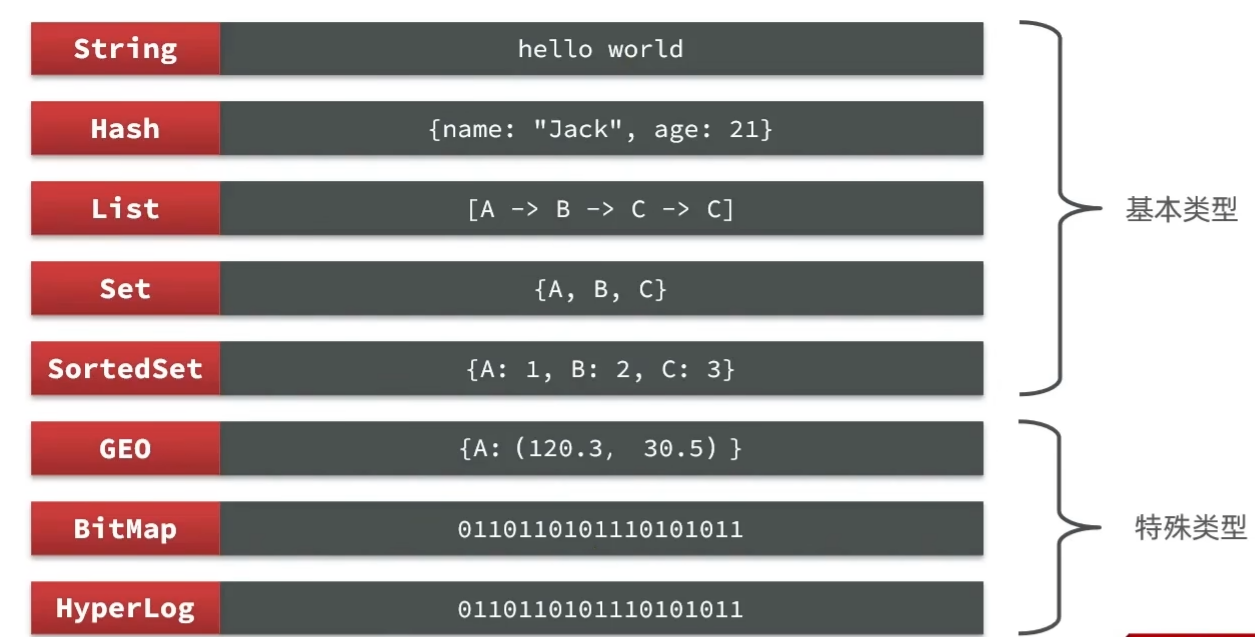 String hello world
Hash {name: "Jack", age: 21}
List [A -> B -> C -> C]
Set {A, B, C}
SortedSet {A: 1, B: 2, C: 3}
基本类型
GEO {A: (120.3, 30.5) }
BitMap 0110110101110101011
HyperLog 0110110101110101011
特殊类型